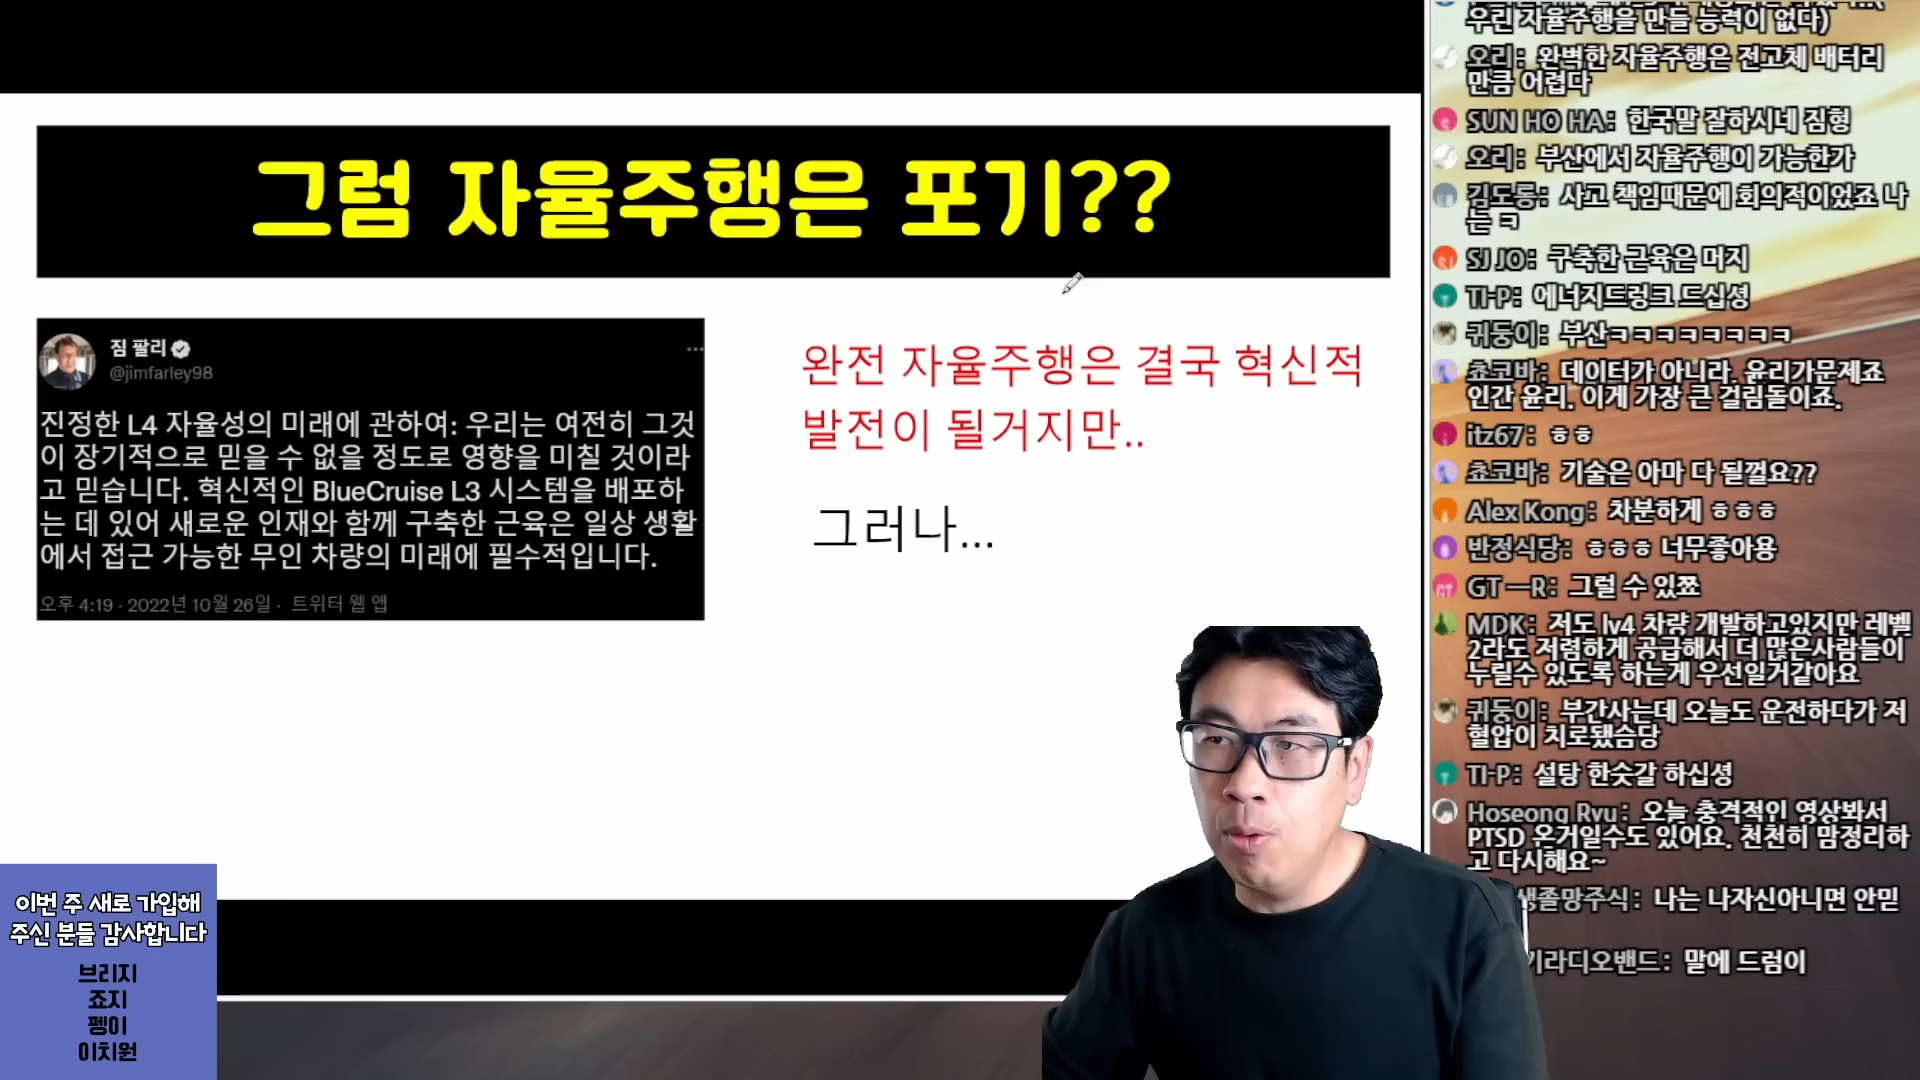 그럼 자율주행은 포기??
짐 팔리
@jimfarley98
진정한 L4 자율성의 미래에 관하여: 우리는 여전히 그것
이 장기적으로 믿을 수 없을 정도로 영향을 미칠 것이라
고 믿습니다. 혁신적인 BlueCruise L3 시스템을 배포하
는 데 있어 새로운 인재와 함께 구축한 근육은 일상 생활
에서 접근 가능한 무인 차량의 미래에 필수적입니다.
오후 4:19 · 2022년 10월 26일 · 트위터 웹 앱
완전 자율주행은 결국 혁신적
발전이 될거지만..
그러나...
이번 주 새로 가입해
주신 분들 감사합니다
브리지
죠지
펭이
이치원
우린 자율주행을 만들 능력이 없다)
오리: 완벽한 자율주행은 전고체 배터리
만큼 어렵다
SUN HO HA: 한국말 잘하시네 짐형
오리: 부산에서 자율주행이 가능한가
김도롱: 사고 책임때문에 회의적이었죠 나
는 ㅋ
SJ JO: 구축한 근육은 머지
TI-P: 에너지드렁크 드십셩
귀둥이: 부산ㅋㅋㅋㅋㅋㅋㅋㅋ
쵸코바: 데이터가 아니라. 윤리가문제죠
인간 윤리. 이게 가장 큰 걸림돌이죠.
itz67: ㅎㅎ
쵸코바: 기술은 아마 다 될껄요??
Alex Kong: 차분하게 ㅎㅎㅎ
반정식당: ㅎㅎㅎ 너무좋아용
GT—R: 그럴 수 있쬬
MDK: 저도 lv4 차량 개발하고있지만 레벨
2라도 저렴하게 공급해서 더 많은사람들이
누릴수 있도록 하는게 우선일거같아요
귀둥이: 부간사는데 오늘도 운전하다가 저
혈압이 치로됐슴당
TI-P: 설탕 한숫갈 하십셩
Hoseong Ryu: 오늘 충격적인 영상봐서
PTSD 온거일수도 있어요. 천천히 맘정리하
고 다시해요~
생졸망주식: 나는 나자신아니면 안믿
기라디오밴드: 말에 드럼이